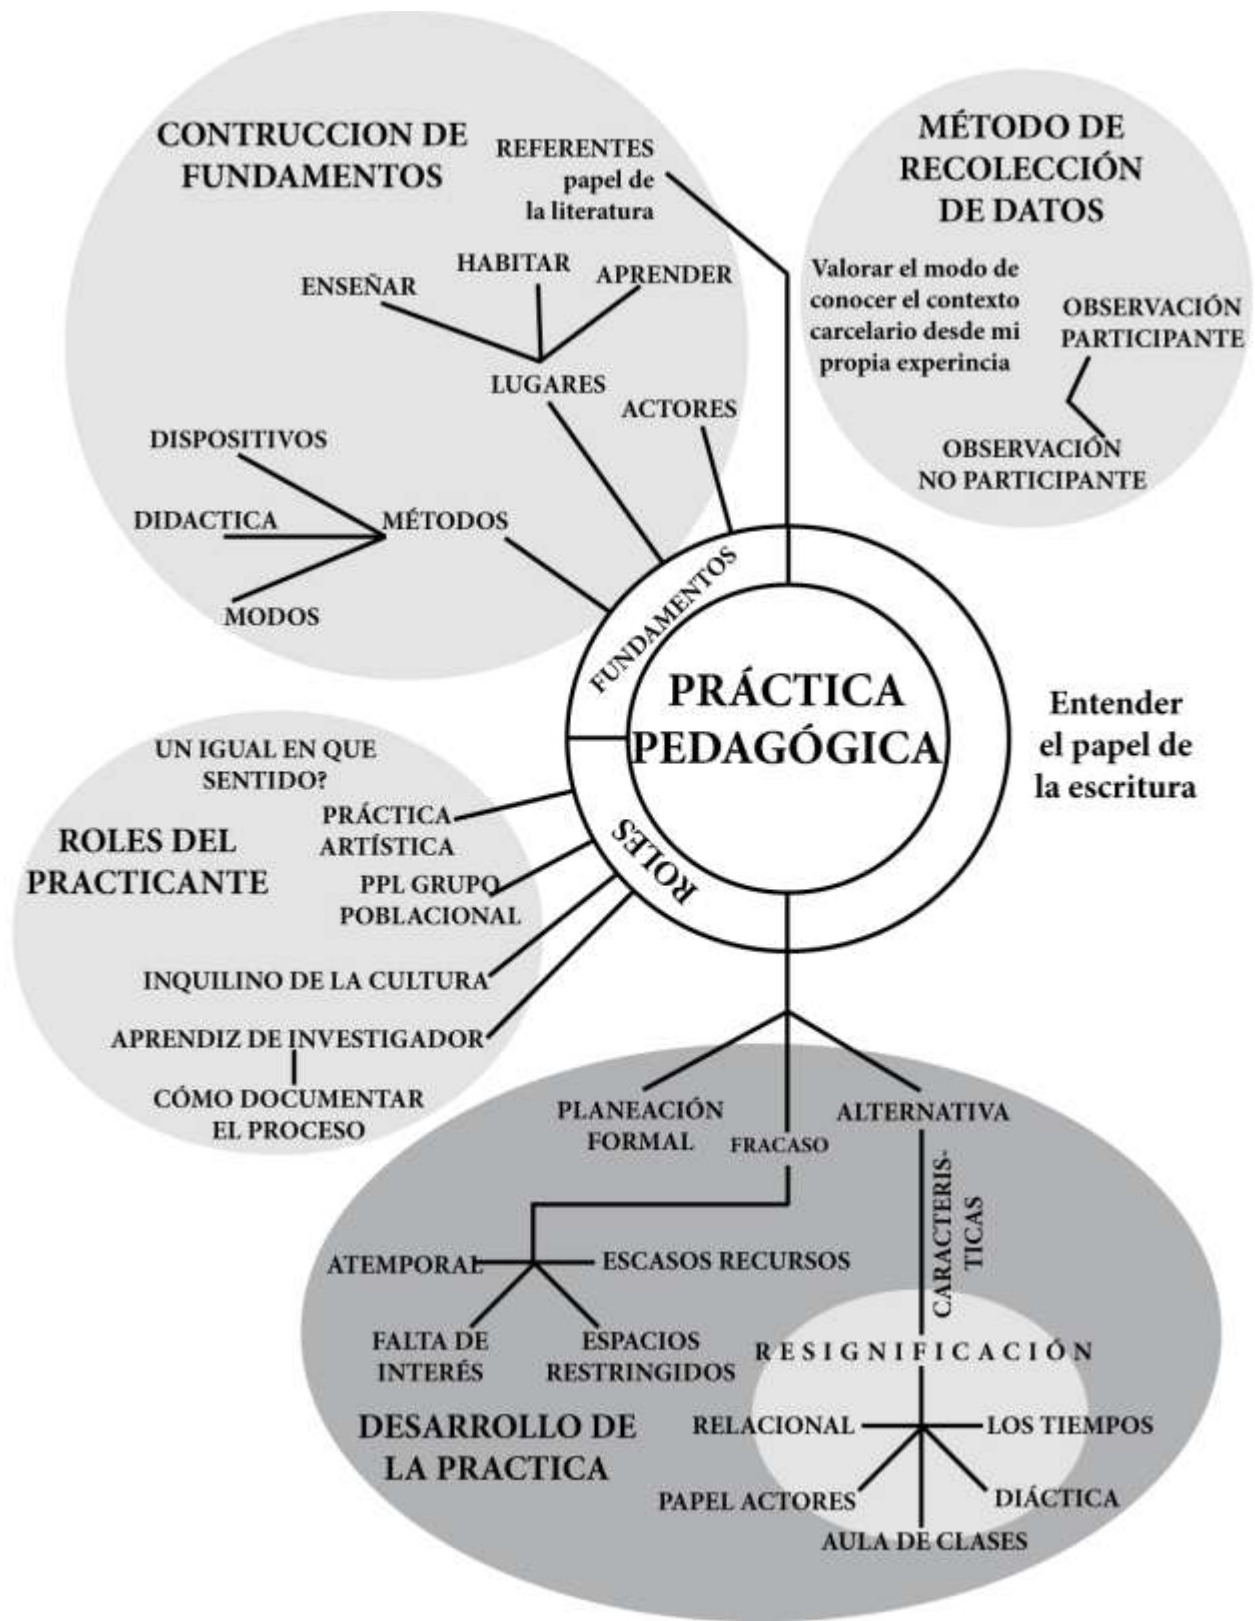 CONTRUCCION DE
FUNDAMENTOS
REFERENTES
papel de
la literatura
HABITAR
ENSEÑAR
APRENDER
LUGARES
ACTORES
DISPOSITIVOS
DIDACTICA
MÉTODOS
MODOS
MÉTODO DE
RECOLECCIÓN
DE DATOS
Valorar el modo de
conocer el contexto
carcelario desde mi
propia experincia
OBSERVACIÓN
PARTICIPANTE
OBSERVACIÓN
NO PARTICIPANTE
FUNDAMENTOS
PRÁCTICA
PEDAGÓGICA
ROLES
Entender
el papel de
la escritura
UN IGUAL EN QUE
SENTIDO?
ROLES DEL
PRACTICANTE
PRÁCTICA
ARTÍSTICA
PPL GRUPO
POBLACIONAL
INQUILINO DE LA CULTURA
APRENDIZ DE INVESTIGADOR
CÓMO DOCUMENTAR
EL PROCESO
PLANEACIÓN
FORMAL
FRACASO
ALTERNATIVA
CARACTERIS-
TICAS
ATEMPORAL
ESCASOS RECURSOS
FALTA DE
INTERÉS
ESPACIOS
RESTRINGIDOS
RESIGNIFICACIÓN
DESARROLLO DE
LA PRACTICA
RELACIONAL
LOS TIEMPOS
PAPEL ACTORES
DIÁCTICA
AULA DE CLASES